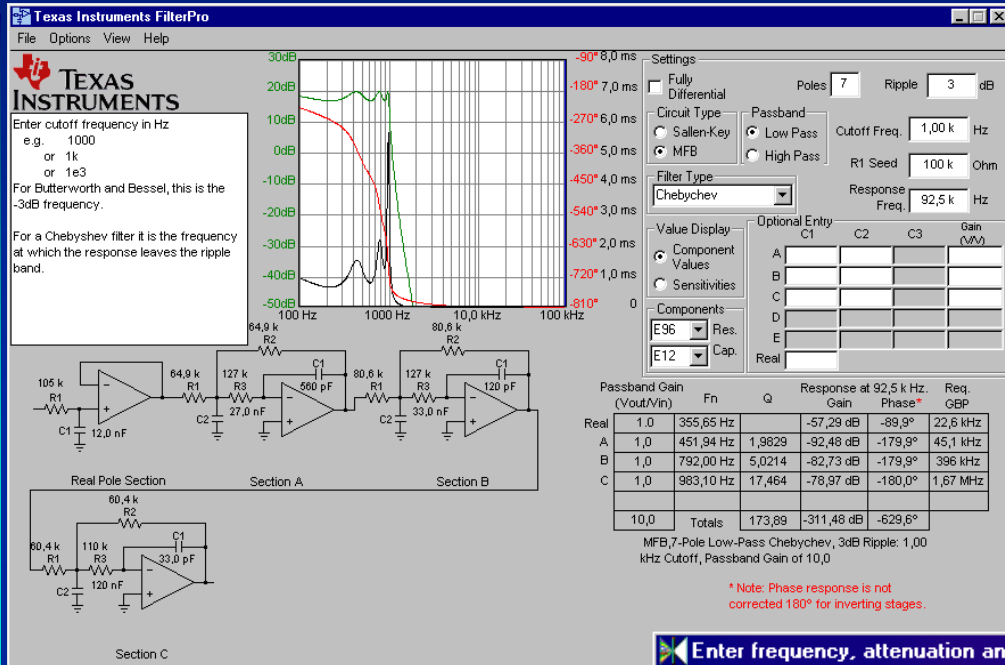 Texas Instruments FilterPro
File Options View Help
TEXAS
INSTRUMENTS
Enter cutoff frequency in Hz
e.g. 1000
or 1k
or 1e3
For Butterworth and Bessel, this is the
-3dB frequency.
For a Chebyshev filter it is the frequency
at which the response leaves the ripple
band.
30dB
20dB
10dB
0dB
-10dB
-20dB
-30dB
-40dB
-50dB
100 Hz 1000 Hz 10,0 kHz 100 kHz
-90° 8,0 ms
-180° 7,0 ms
-270° 6,0 ms
-360° 5,0 ms
-450° 4,0 ms
-540° 3,0 ms
-630° 2,0 ms
-720° 1,0 ms
-810° 0
Settings
Fully
Differential
Poles 7 Ripple 3 dB
Circuit Type
Sallen-Key
MFB
Passband
Low Pass
High Pass
Cutoff Freq. 1,00 k Hz
R1 Seed 100 k Ohm
Response
Freq. 92,5 k Hz
Filter Type
Chebychev
Value Display
Component
Values
Sensitivities
Components
E96 Res.
E12 Cap.
Optional Entry
C1 C2 C3 Gain
(V/V)
A
B
C
D
E
Real
105 k
R1
C1 12,0 nF
Real Pole Section
64,9 k
R2
64,9 k
R1
127 k
R3
C1
560 pF
C2 27,0 nF
Section A
80,6 k
R2
80,6 k
R1
127 k
R3
C1
120 pF
C2 33,0 nF
Section B
60,4 k
R2
60,4 k
R1
110 k
R3
C1
33,0 pF
C2 120 nF
Section C
Passband Gain
(Vout/Vin) Fn Q Response at 92,5 k Hz. Req.
Gain Phase* GBP
Real 1.0 355,65 Hz -57,29 dB -89,9° 22,6 kHz
A 1,0 451,94 Hz 1,9829 -92,48 dB -179,9° 45,1 kHz
B 1,0 792,00 Hz 5,0214 -82,73 dB -179,9° 396 kHz
C 1,0 983,10 Hz 17,464 -78,97 dB -180,0° 1,67 MHz
10,0 Totals 173,89 -311,48 dB -629,6°
MFB,7-Pole Low-Pass Chebychev, 3dB Ripple: 1,00
kHz Cutoff, Passband Gain of 10,0
* Note: Phase response is not
corrected 180° for inverting stages.
Enter frequency, attenuation an